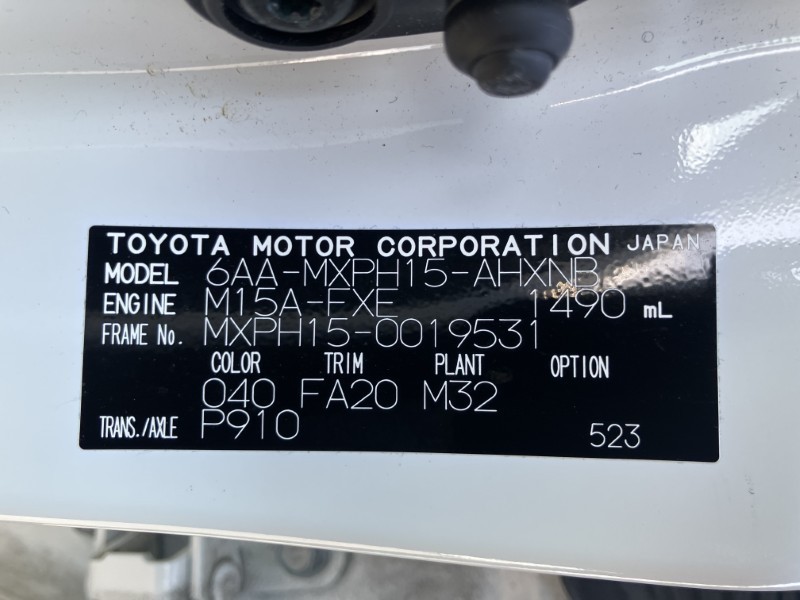 TOYOTA MOTOR CORPORATION JAPAN
MODEL 6AA-MXPH15-AHXNB
ENGINE M15A-FXE 1490 mL
FRAME No. MXPH15-0019531
COLOR TRIM PLANT OPTION
040 FA20 M32
TRANS./AXLE P910 523